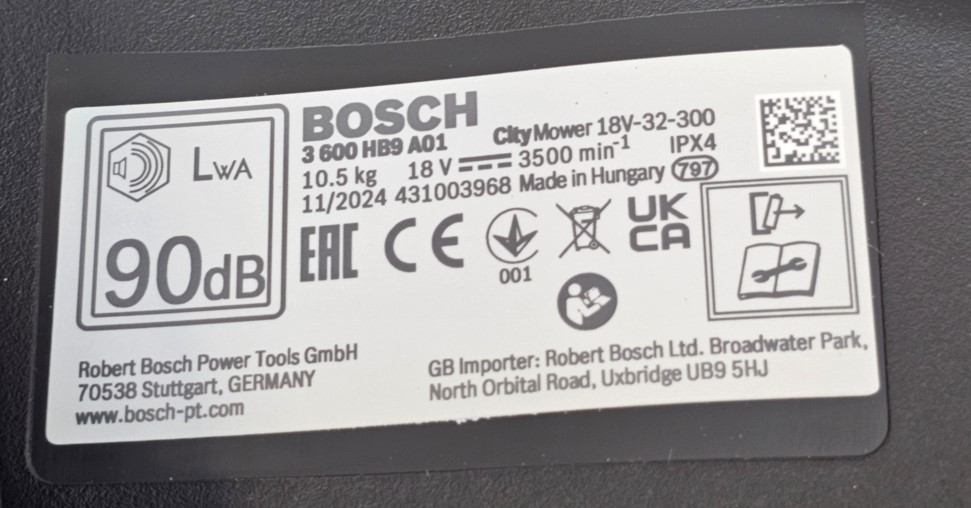 LWA
90dB
BOSCH
3 600 HB9 A01 CityMower 18V-32-300
10.5 kg 18 V 3500 min-1 IPX4
11/2024 431003968 Made in Hungary 797
EAC CE UK
CA
001
Robert Bosch Power Tools GmbH
70538 Stuttgart, GERMANY
www.bosch-pt.com
GB Importer: Robert Bosch Ltd. Broadwater Park,
North Orbital Road, Uxbridge UB9 5HJ